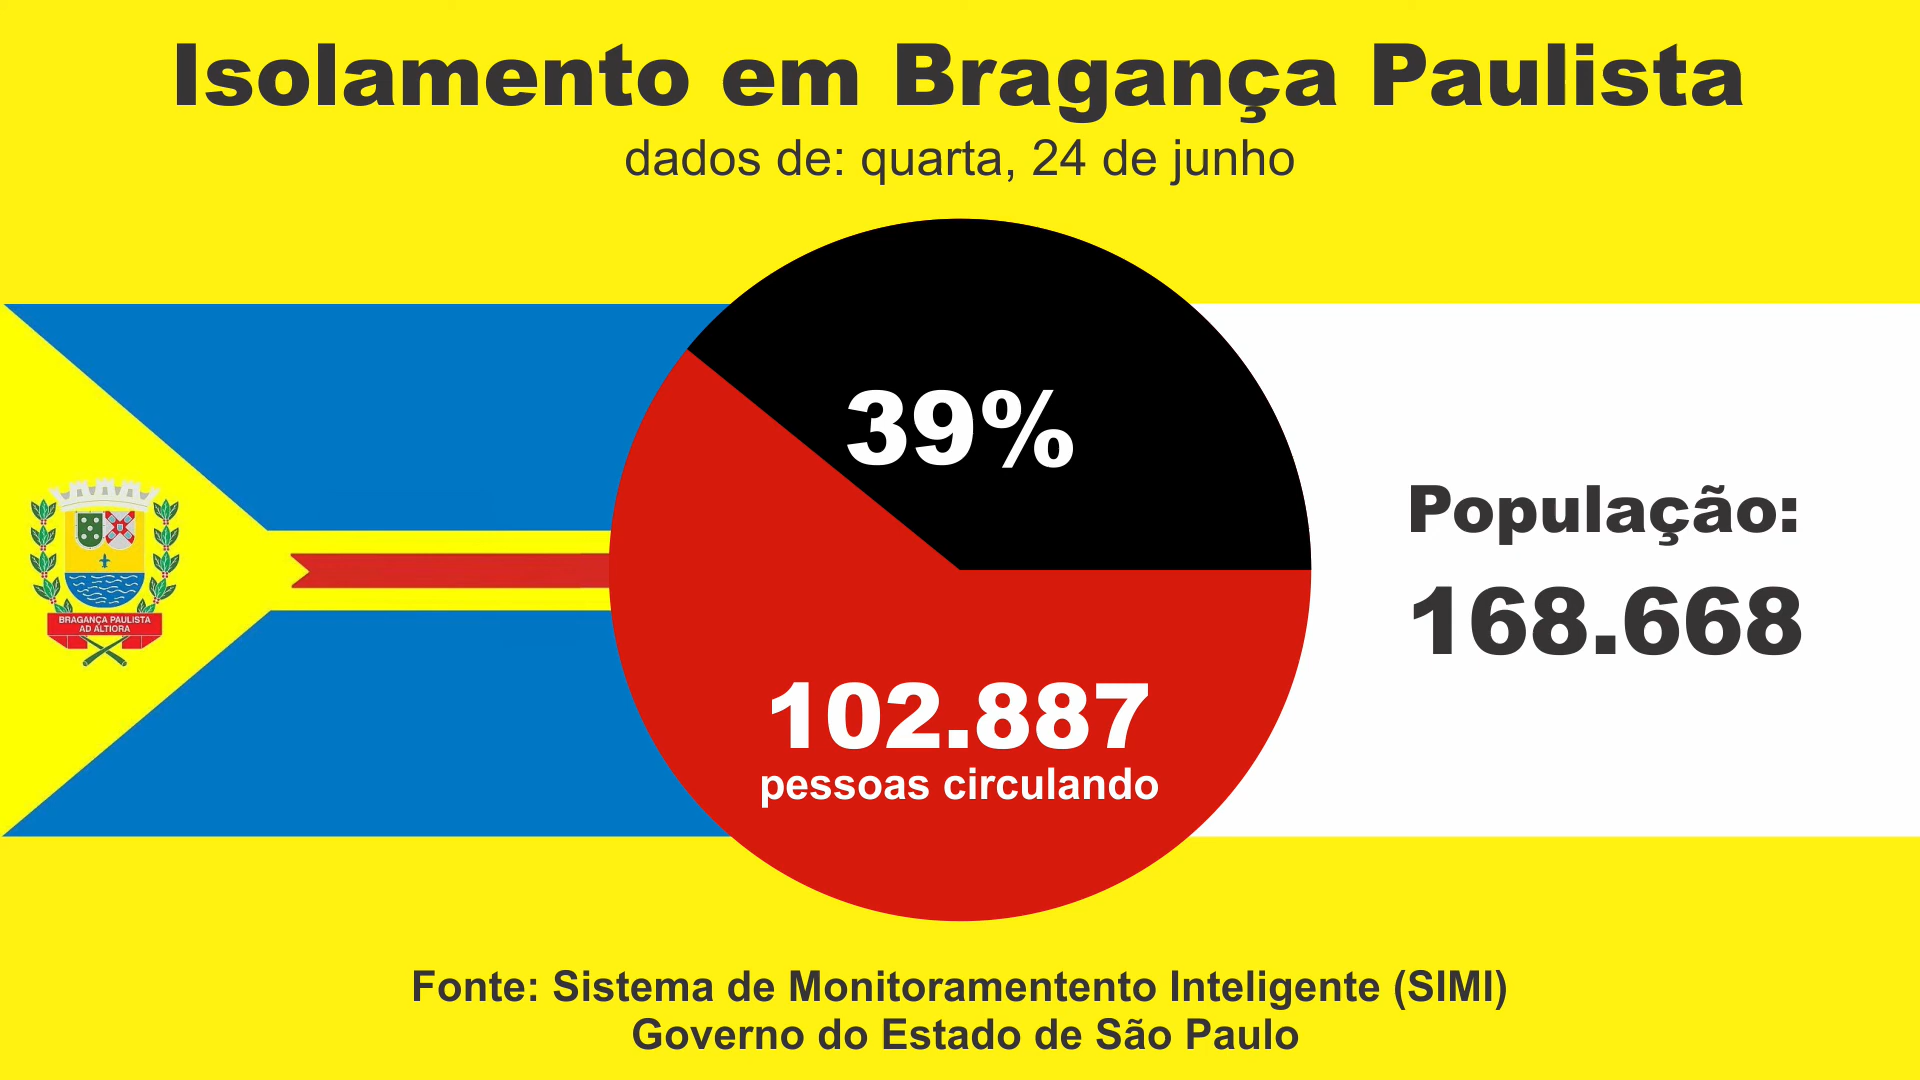 Isolamento em Bragança Paulista
dados de: quarta, 24 de junho
39%
BRAGANÇA PAULISTA
AD ALTIORA
102.887
pessoas circulando
População:
168.668
Fonte: Sistema de Monitoramentento Inteligente (SIMI)
Governo do Estado de São Paulo